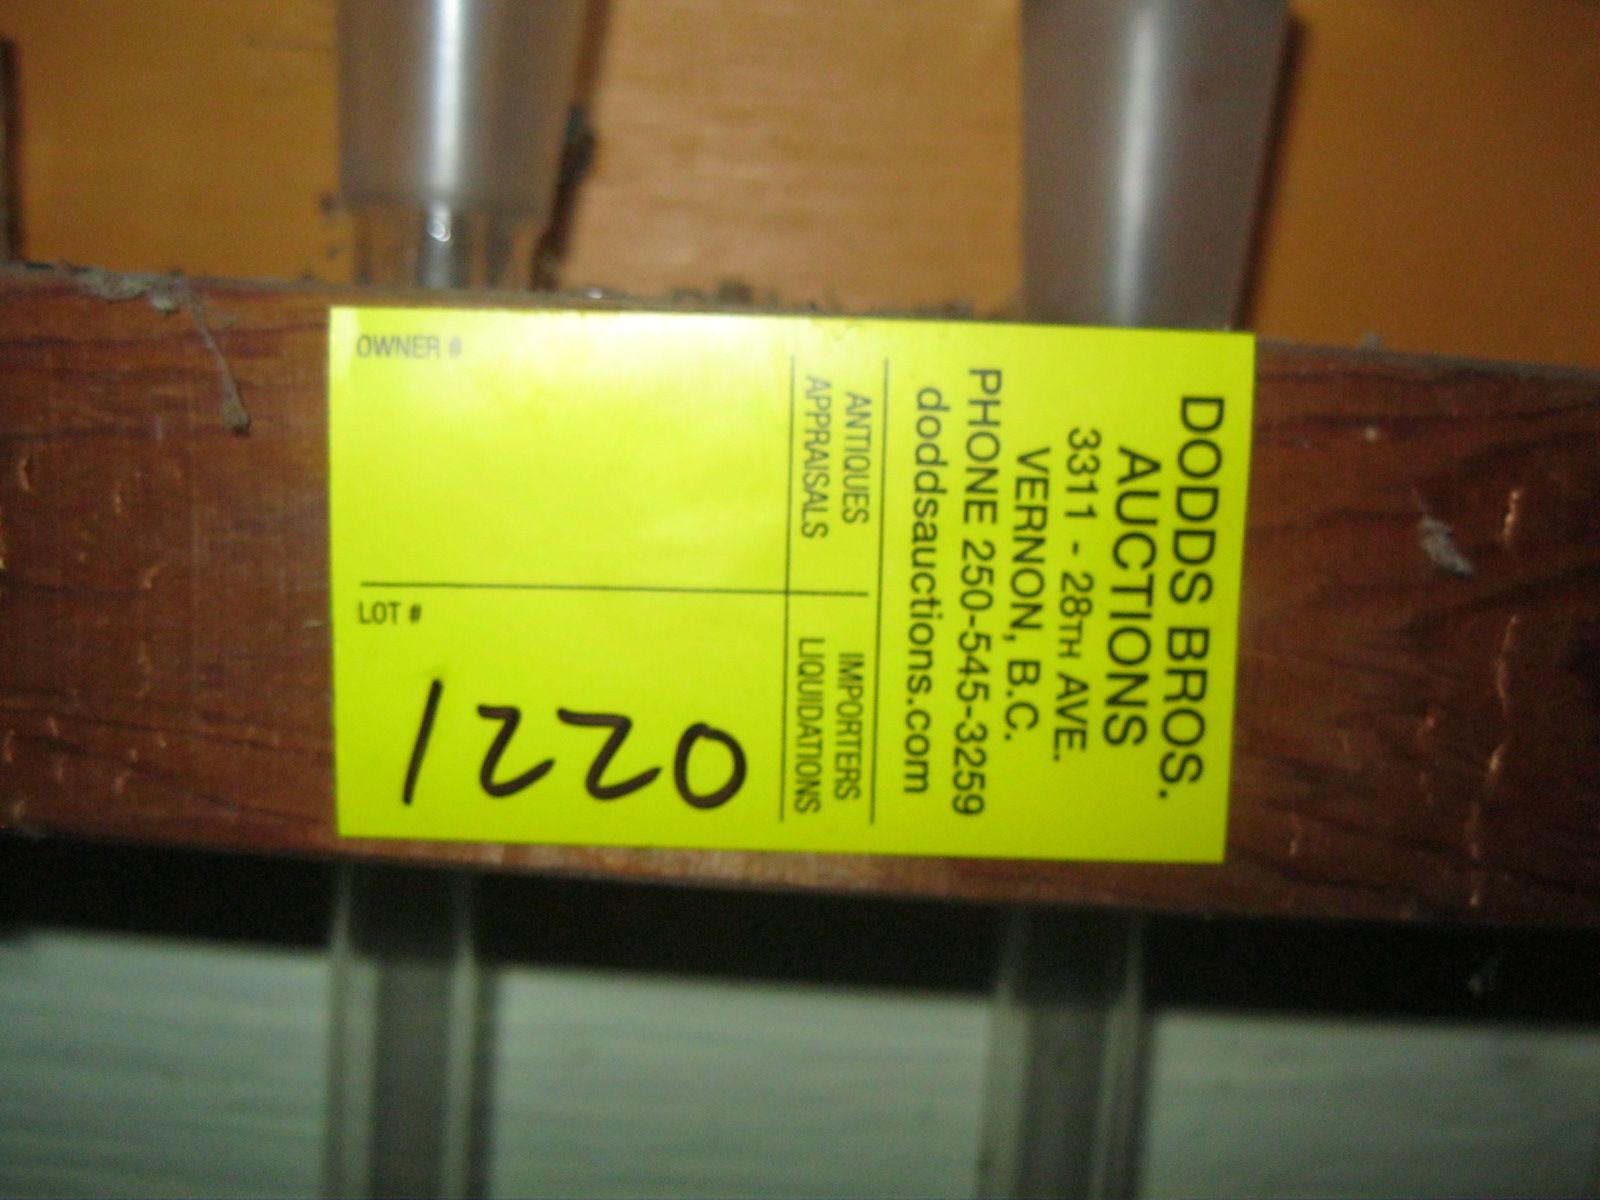 DODDS BROS.
AUCTIONS
3311 - 28TH AVE.
VERNON, B.C.
PHONE 250-545-3259
doddsauctions.com
ANTIQUES
APPRAISALS
IMPORTERS
LIQUIDATIONS
OWNER #
LOT #
1220